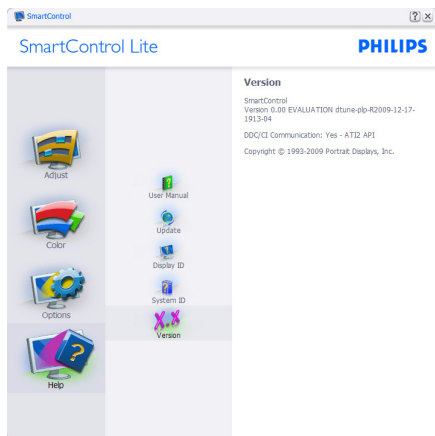 SmartControl
SmartControl Lite
PHILIPS
Adjust
Color
Options
Help
User Manual
Update
Display ID
System ID
X.X
Version
Version
SmartControl
Version 0.00 EVALUATION dtune-plp-R2009-12-17-
1913-04
DDC/CI Communication: Yes - ATI2 API
Copyright © 1993-2009 Portrait Displays, Inc.